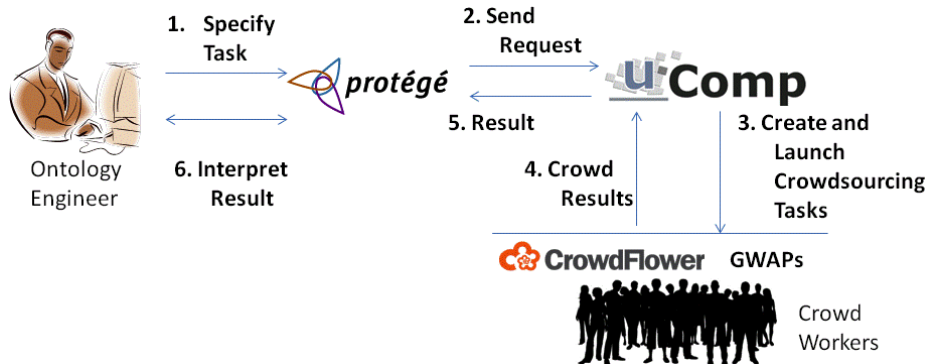 1. Specify
Task
protégé
2. Send
Request
uComp
5. Result
3. Create and
Launch
Crowdsourcing
Tasks
Ontology
Engineer
6. Interpret
Result
4. Crowd
Results
CrowdFlower
GWAPs
Crowd
Workers